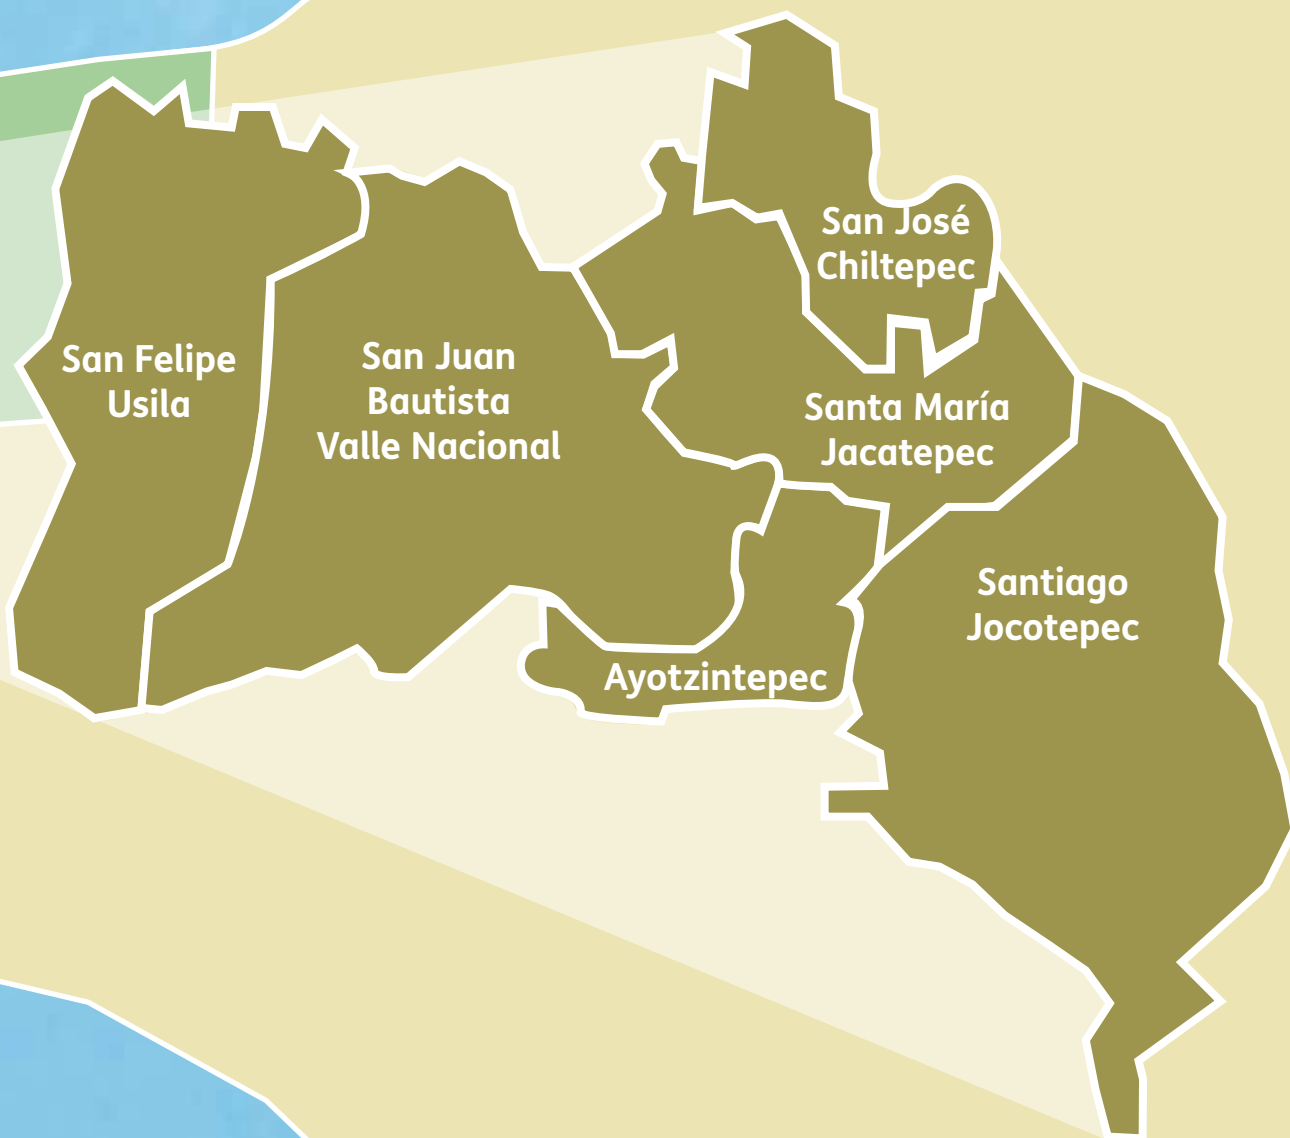 San José
Chiltepec
San Felipe
Usila
San Juan
Bautista
Valle Nacional
Santa María
Jacatepec
Santiago
Jocotepec
Ayotzintepec